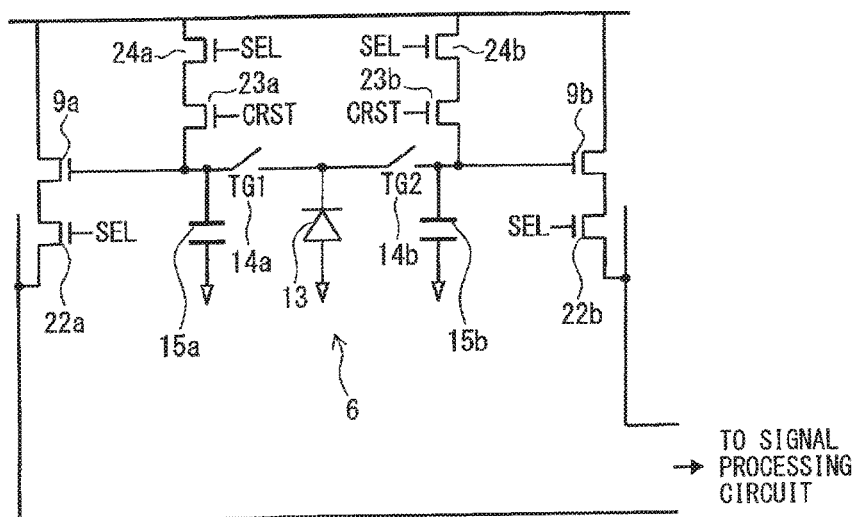 24a
SEL
SEL
24b
23a
23b
9a
CRST
CRST
9b
TG1
TG2
SEL
SEL
14a
13
14b
22a
15a
15b
22b
6
TO SIGNAL
PROCESSING
CIRCUIT